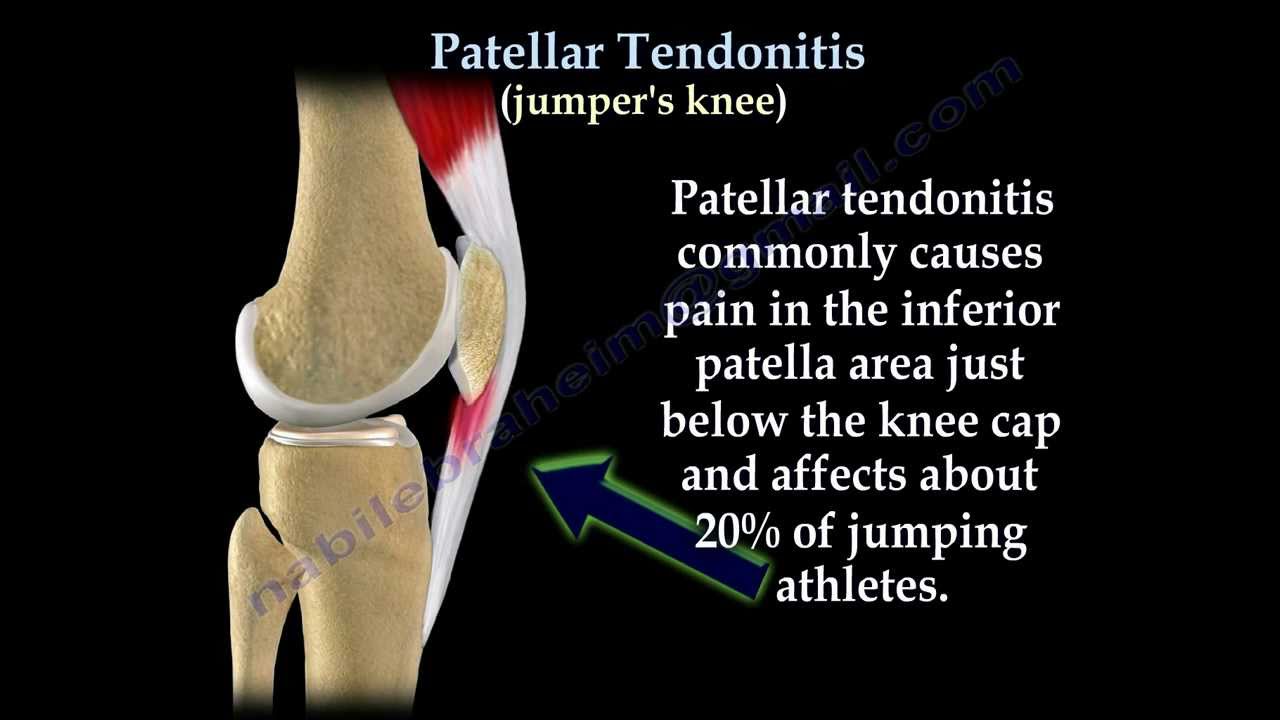 Patellar Tendonitis
(jumper's knee)
Patellar tendonitis
commonly causes
pain in the inferior
patella area just
below the knee cap
and affects about
20% of jumping
athletes.
nabilebraheim@gmail.com